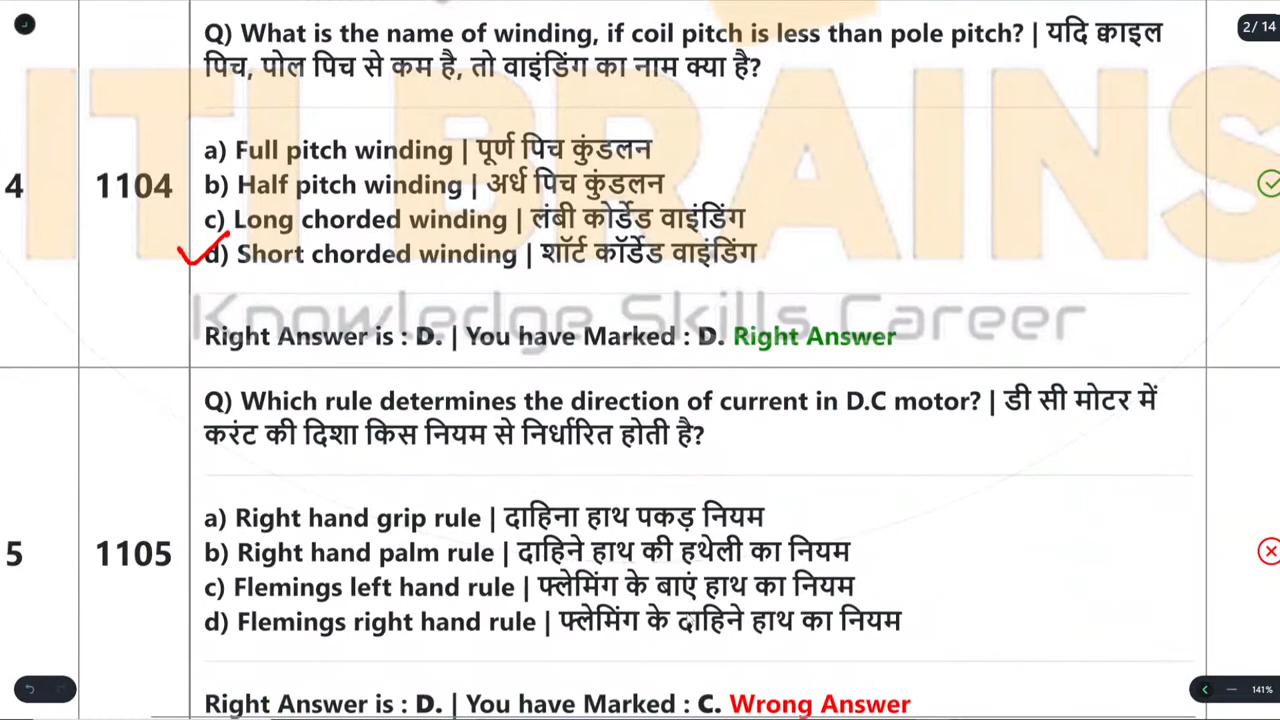 2/ 14
Q) What is the name of winding, if coil pitch is less than pole pitch? | यदि काइल
पिच, पोल पिच से कम है, तो वाइंडिंग का नाम क्या है?
ITI BRAINS
a) Full pitch winding | पूर्ण पिच कुंडलन
4
1104
b) Half pitch winding | अर्ध पिच कुंडलन
c) Long chorded winding | लंबी कोर्डेड वाइंडिंग
d) Short chorded winding | शॉर्ट कॉर्डेड वाइंडिंग
Knowledge Skills Career
Right Answer is : D. | You have Marked : D. Right Answer
Q) Which rule determines the direction of current in D.C motor? | डी सी मोटर में
करंट की दिशा किस नियम से निर्धारित होती है?
a) Right hand grip rule | दाहिना हाथ पकड़ नियम
5
1105
b) Right hand palm rule | दाहिने हाथ की हथेली का नियम
c) Flemings left hand rule | फ्लेमिंग के बाएं हाथ का नियम
d) Flemings right hand rule | फ्लेमिंग के दाहिने हाथ का नियम
Right Answer is : D. | You have Marked : C. Wrong Answer
141%